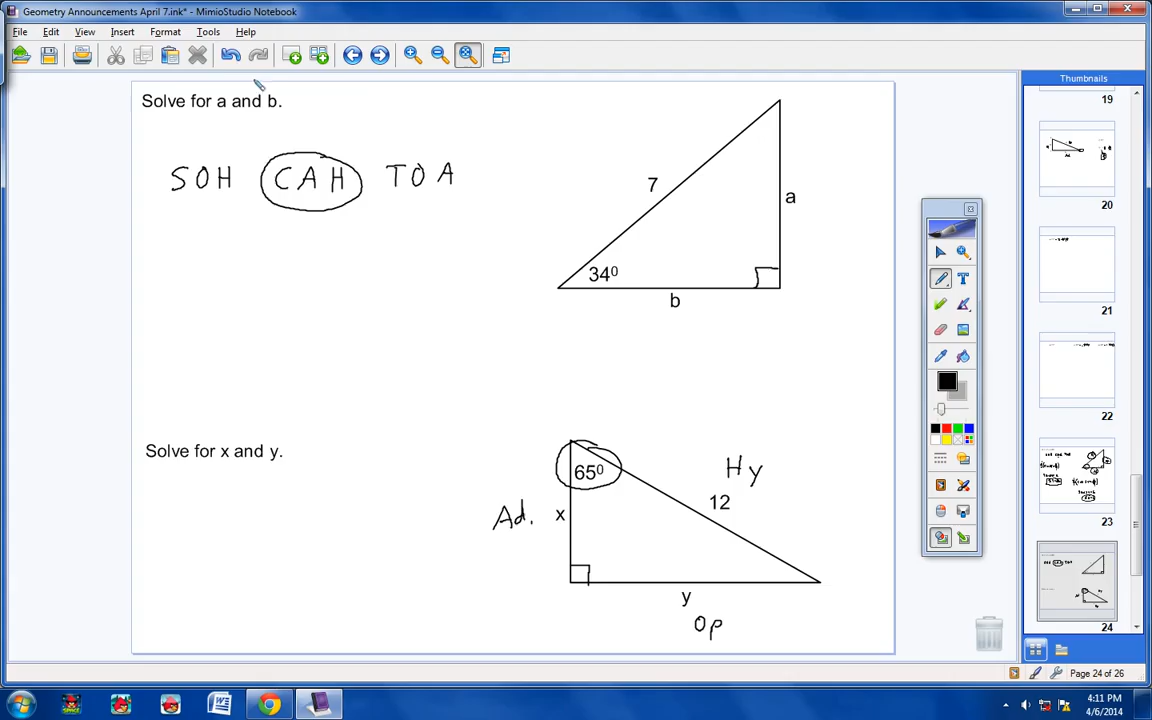 Geometry Announcements April 7.ink* - MimioStudio Notebook
File Edit View Insert Format Tools Help
Thumbnails
19
20
21
22
23
24
Solve for a and b.
SOH CAH TOA
7
a
34⁰
b
Solve for x and y.
65⁰
Hy
12
Ad. x
y
Op
T
Page 24 of 26
W
4:11 PM
4/6/2014